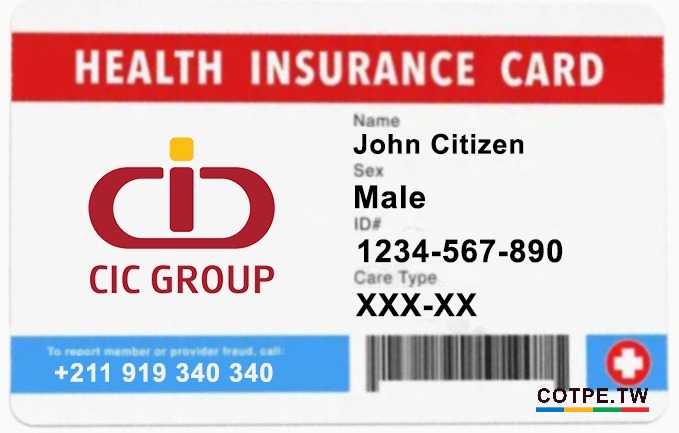 HEALTH INSURANCE CARD
Name
John Citizen
Sex
Male
ID#
1234-567-890
Care Type
XXX-XX
CIC GROUP
To report member or provider fraud, call:
+211 919 340 340
COTPE.TW